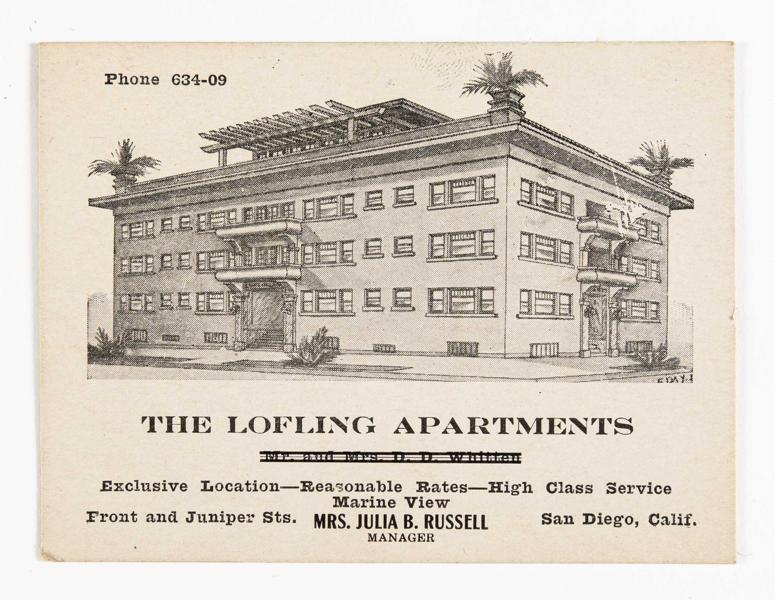 Phone 634-09
THE LOFLING APARTMENTS
Mr. and Mrs. D. D. Whitten
Exclusive Location—Reasonable Rates—High Class Service
Marine View
Front and Juniper Sts. MRS. JULIA B. RUSSELL San Diego, Calif.
MANAGER